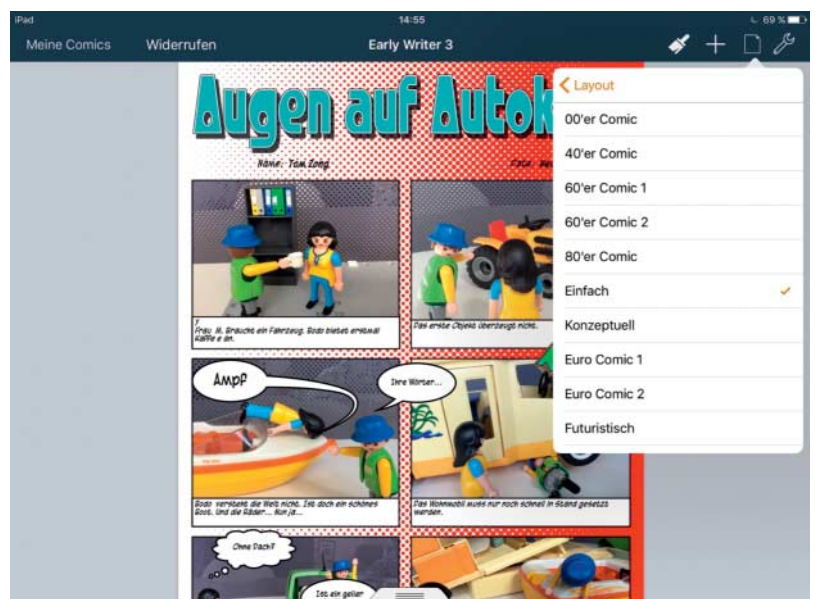 iPad
14:55
69 %
Meine Comics
Widerrufen
Early Writer 3
Augen auf
Name: Tom Zong
Layout
00'er Comic
40'er Comic
60'er Comic 1
60'er Comic 2
80'er Comic
Einfach
Konzeptuell
Euro Comic 1
Euro Comic 2
Futuristisch
Frau M. Braucht ein Fahrzeug. Bodo bietet erstmal
Kaffe e an.
Das erste Objekt überzeugt nicht.
Ampf
Ihre Wörter...
Bodo versteht die Welt nicht. Ist doch ein schönes
Boot. Und die Räder... Nun ja...
Das Wohnmobil muss nur noch schnell in Stand gesetzt
werden.
Ohne Dach?
Ist ein geiler